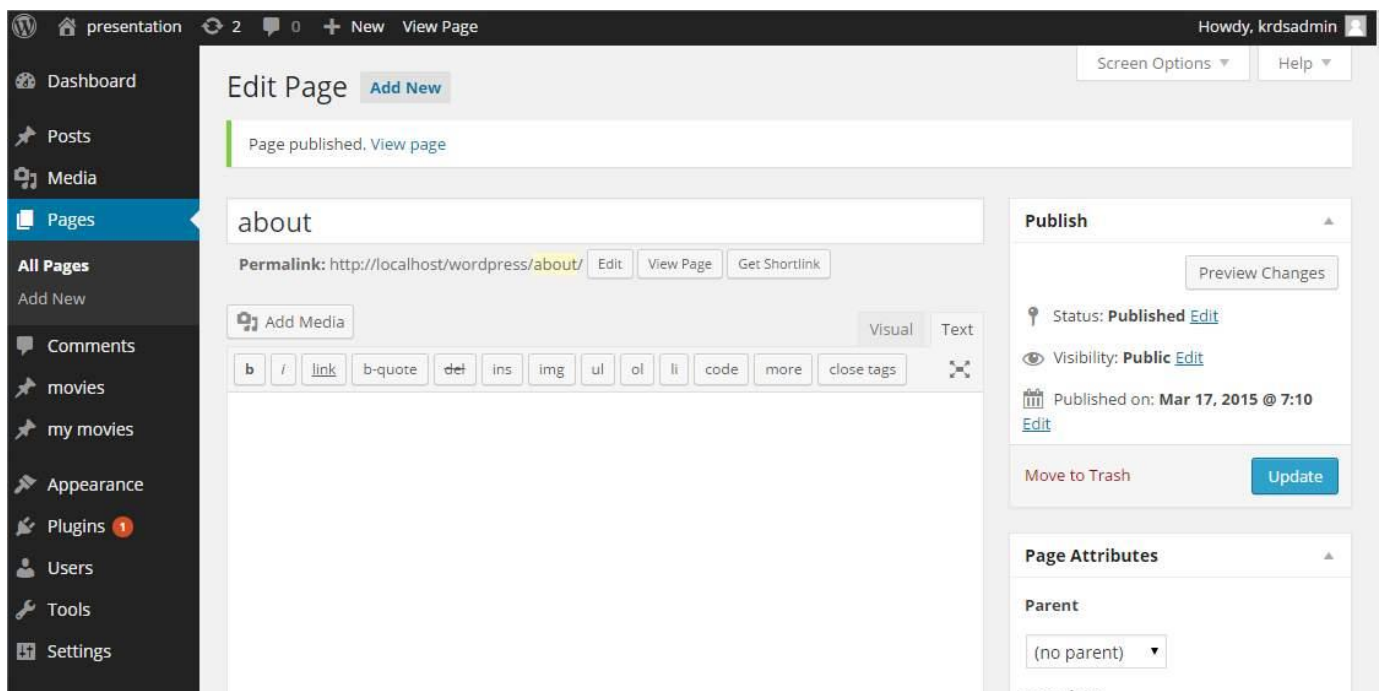 presentation 2 0 + New View Page Howdy, krdsadmin
Screen Options Help
Dashboard
Posts
Media
Pages
All Pages
Add New
Comments
movies
my movies
Appearance
Plugins 1
Users
Tools
Settings
Edit Page Add New
Page published. View page
about
Permalink: http://localhost/wordpress/about/ Edit View Page Get Shortlink
Add Media
Visual Text
b i link b-quote del ins img ul ol li code more close tags
Publish
Preview Changes
Status: Published Edit
Visibility: Public Edit
Published on: Mar 17, 2015 @ 7:10
Edit
Move to Trash Update
Page Attributes
Parent
(no parent)